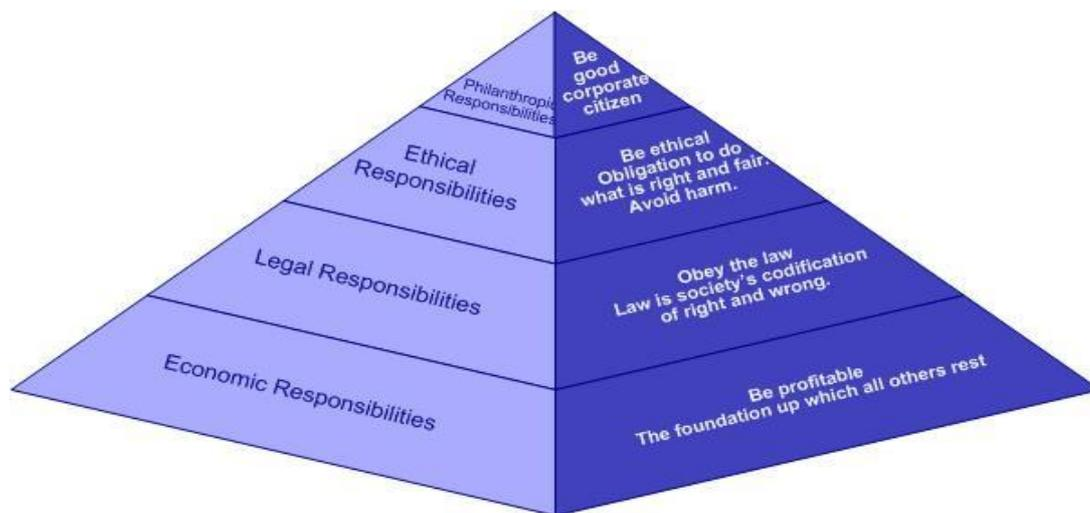 Philanthropic
Responsibilities
Be
good
corporate
citizen
Ethical
Responsibilities
Be ethical
Obligation to do
what is right and fair.
Avoid harm.
Legal Responsibilities
Obey the law
Law is society's codification
of right and wrong.
Economic Responsibilities
Be profitable
The foundation up which all others rest